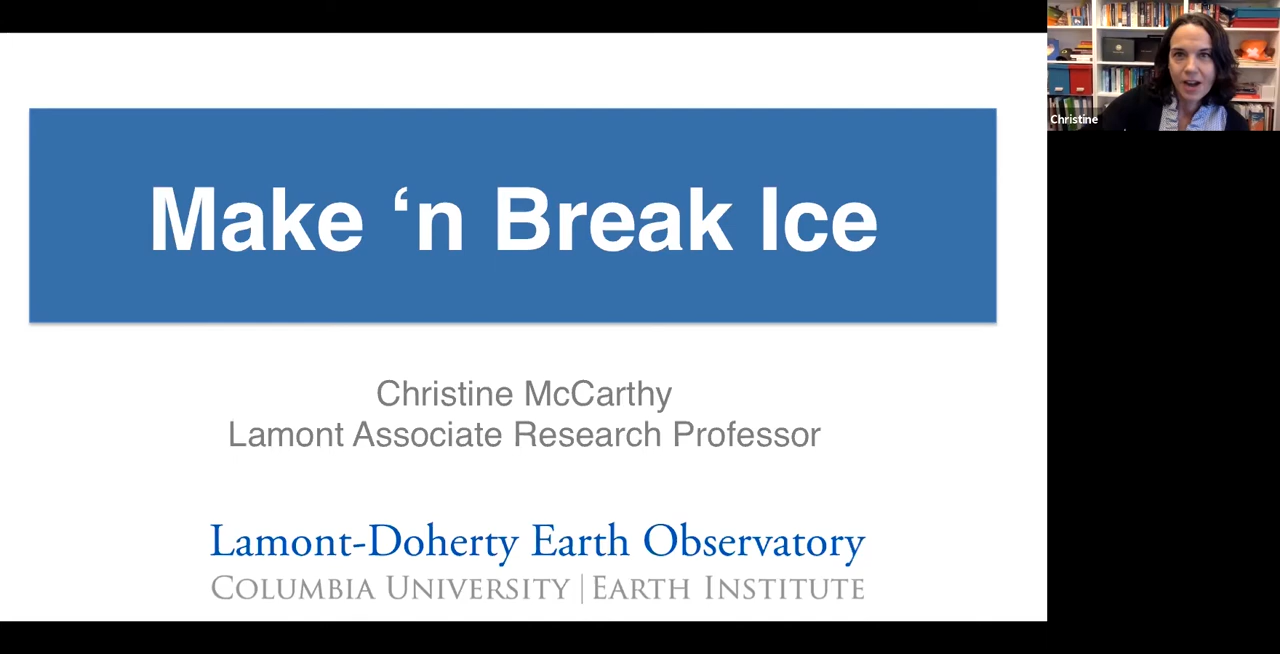 Make ‘n Break Ice
Christine McCarthy
Lamont Associate Research Professor
Lamont-Doherty Earth Observatory
COLUMBIA UNIVERSITY | EARTH INSTITUTE
Christine